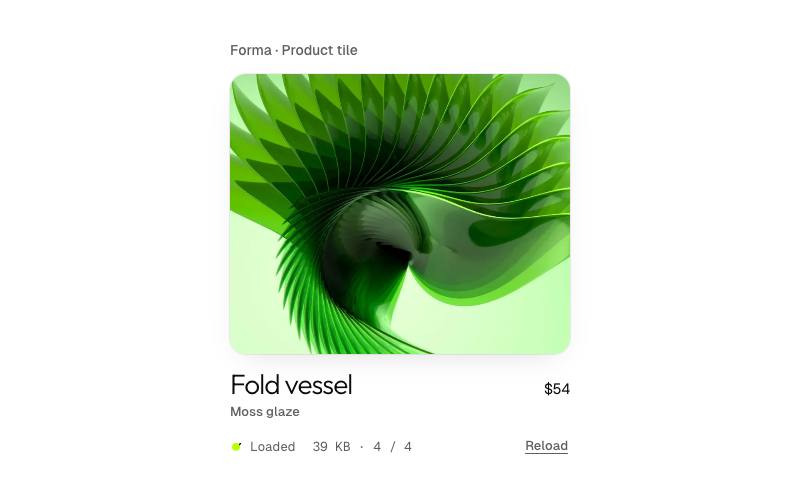 Forma · Product tile
Fold vessel
$54
Moss glaze
Loaded 39 KB · 4 / 4
Reload